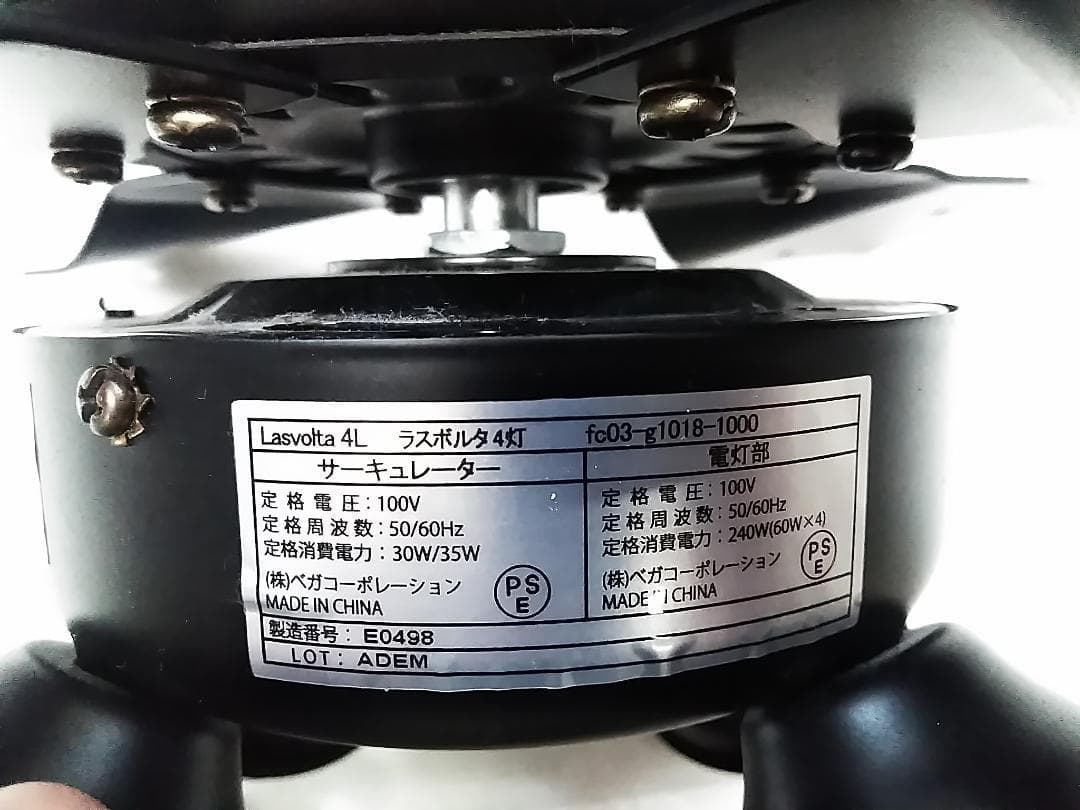 Lasvolta 4L ラスボルタ4灯 fc03-g1018-1000
サーキュレーター
定格電圧：100V
定格周波数：50/60Hz
定格消費電力：30W/35W
(株)ベガコーポレーション
MADE IN CHINA
PS
E
電灯部
定格電圧：100V
定格周波数：50/60Hz
定格消費電力：240W(60W×4)
(株)ベガコーポレーション
MADE IN CHINA
PS
E
製造番号：E0498
LOT：ADEM